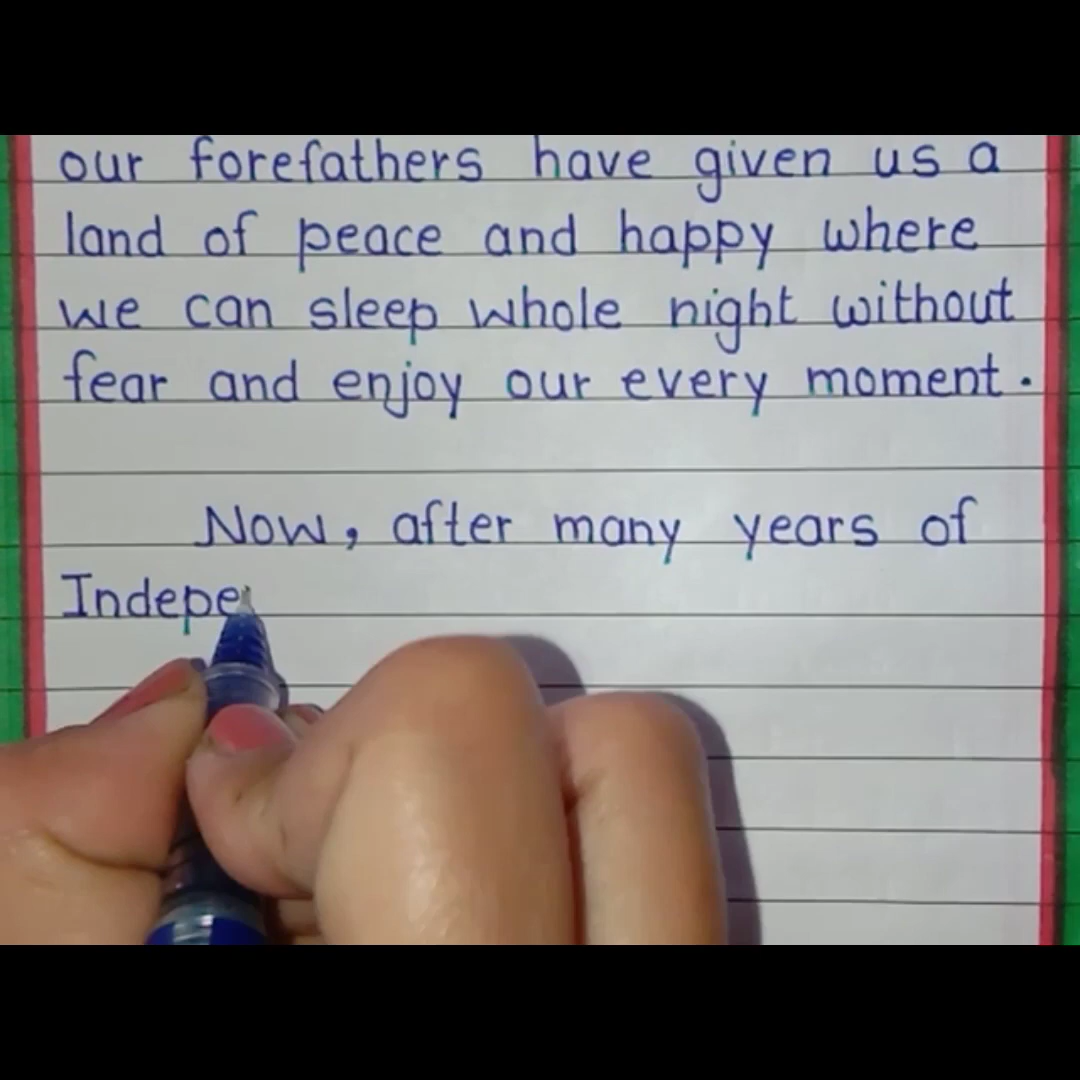 our forefathers have given us a
land of peace and happy where
we can sleep whole night without
fear and enjoy our every moment.
Now, after many years of
Indepe